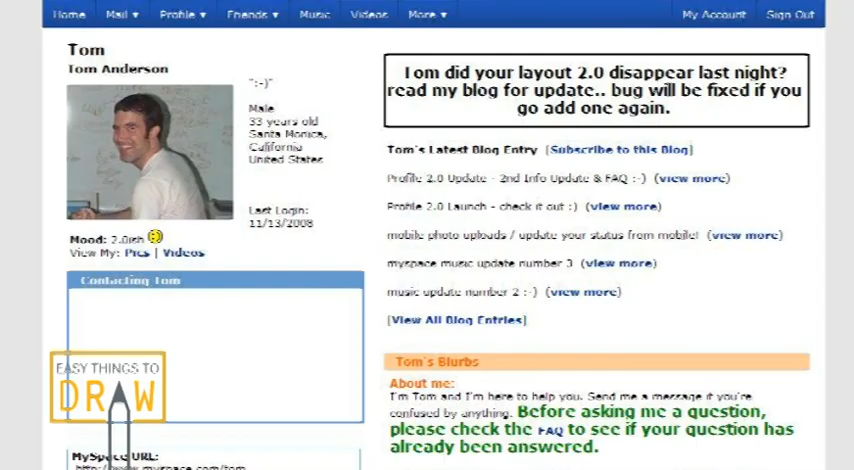 Home Mail Profile Friends Music Videos More My Account Sign Out
Tom
Tom Anderson
":-)"
Male
33 years old
Santa Monica,
California
United States
Last Login:
11/13/2008
Mood: 2.0ish
View My: Pics | Videos
Contacting Tom
EASY THINGS TO
DRAW
MySpace URL:
http://www.myspace.com/tom
Tom did your layout 2.0 disappear last night?
read my blog for update.. bug will be fixed if you
go add one again.
Tom's Latest Blog Entry [Subscribe to this Blog]
Profile 2.0 Update - 2nd Info Update & FAQ :-) (view more)
Profile 2.0 Launch - check it out :) (view more)
mobile photo uploads / update your status from mobile! (view more)
myspace music update number 3 (view more)
music update number 2 :-) (view more)
[View All Blog Entries]
Tom's Blurbs
About me:
I'm Tom and I'm here to help you. Send me a message if you're
confused by anything. Before asking me a question,
please check the FAQ to see if your question has
already been answered.